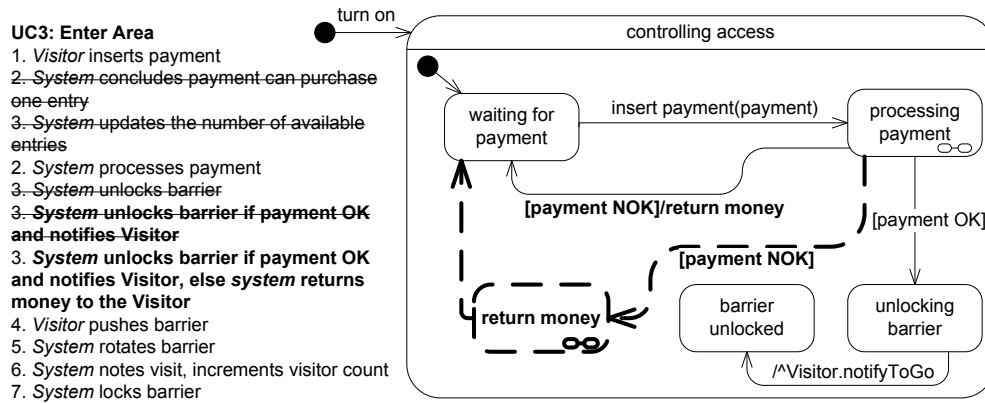 UC3: Enter Area
1. Visitor inserts payment
2. System concludes payment can purchase
one entry
3. System updates the number of available
entries
2. System processes payment
3. System unlocks barrier
3. System unlocks barrier if payment OK
and notifies Visitor
3. System unlocks barrier if payment OK
and notifies Visitor, else system returns
money to the Visitor
4. Visitor pushes barrier
5. System rotates barrier
6. System notes visit, increments visitor count
7. System locks barrier
turn on
controlling access
waiting for
payment
insert payment(payment)
processing
payment
[payment NOK]/return money
[payment OK]
[payment NOK]
return money
barrier
unlocked
unlocking
barrier
/^Visitor.notifyToGo